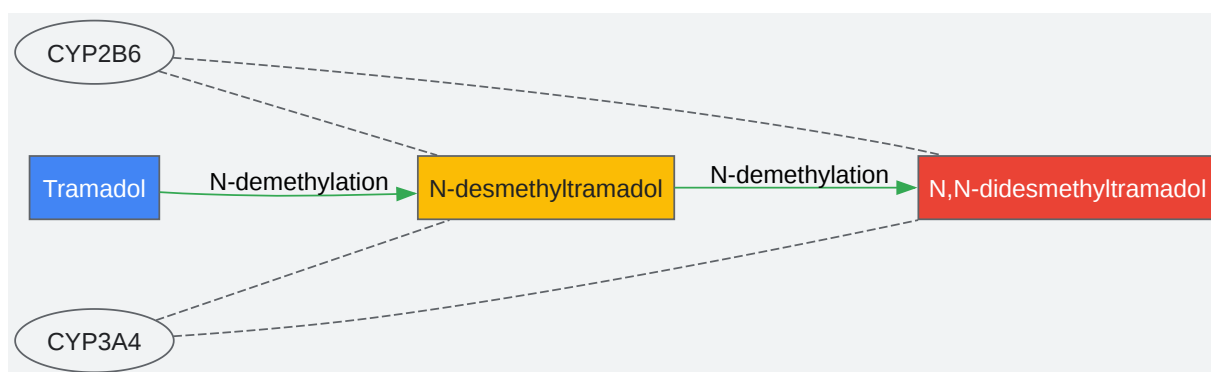 CYP2B6
Tramadol
N-demethylation
N-desmethyltramadol
N-demethylation
N,N-didesmethyltramadol
CYP3A4